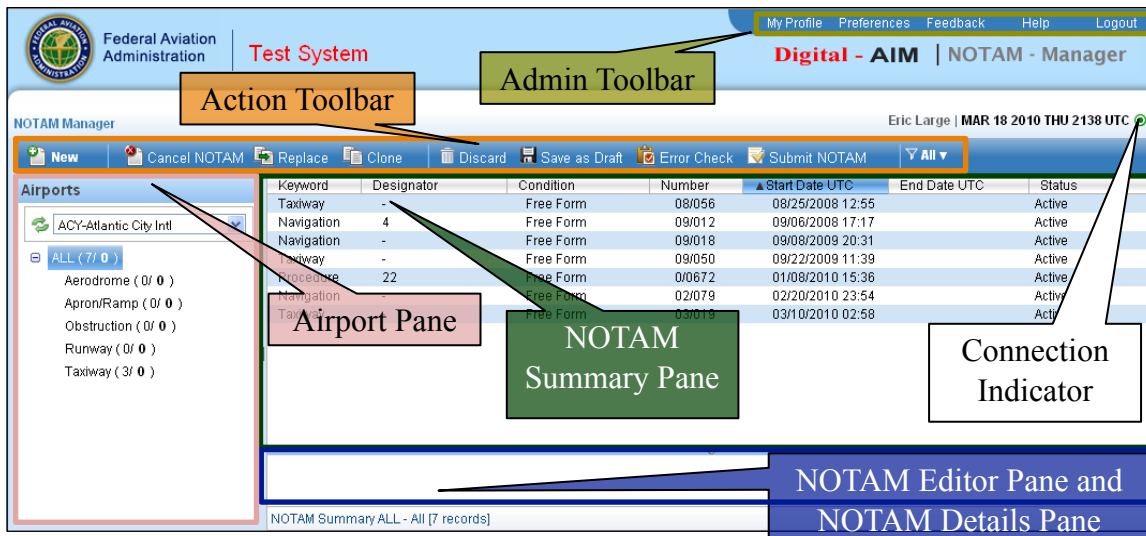 My Profile Preferences Feedback Help Logout
Federal Aviation
Administration
Test System
Digital - AIM | NOTAM - Manager
Admin Toolbar
Action Toolbar
NOTAM Manager
Eric Large | MAR 18 2010 THU 2138 UTC
New Cancel NOTAM Replace Clone Discard Save as Draft Error Check Submit NOTAM All
Airports
Keyword Designator Condition Number Start Date UTC End Date UTC Status
Taxiway - Free Form 08/056 08/25/2008 12:55 Active
ACY-Atlantic City Intl
Navigation 4 Free Form 09/012 09/06/2008 17:17 Active
Navigation - Free Form 09/018 09/08/2009 20:31 Active
ALL ( 7/ 0 )
Taxiway - Free Form 09/050 09/22/2009 11:39 Active
Procedure 22 Free Form 0/0672 01/08/2010 15:36 Active
Aerodrome ( 0/ 0 )
Navigation - Free Form 02/079 02/20/2010 23:54 Active
Apron/Ramp ( 0/ 0 )
Taxiway Free Form 03/019 03/10/2010 02:58
Obstruction ( 0/ 0 )
Runway ( 0/ 0 )
Taxiway ( 3/ 0 )
Airport Pane
NOTAM
Summary Pane
Connection
Indicator
NOTAM Editor Pane and
NOTAM Details Pane
NOTAM Summary ALL - All [7 records]